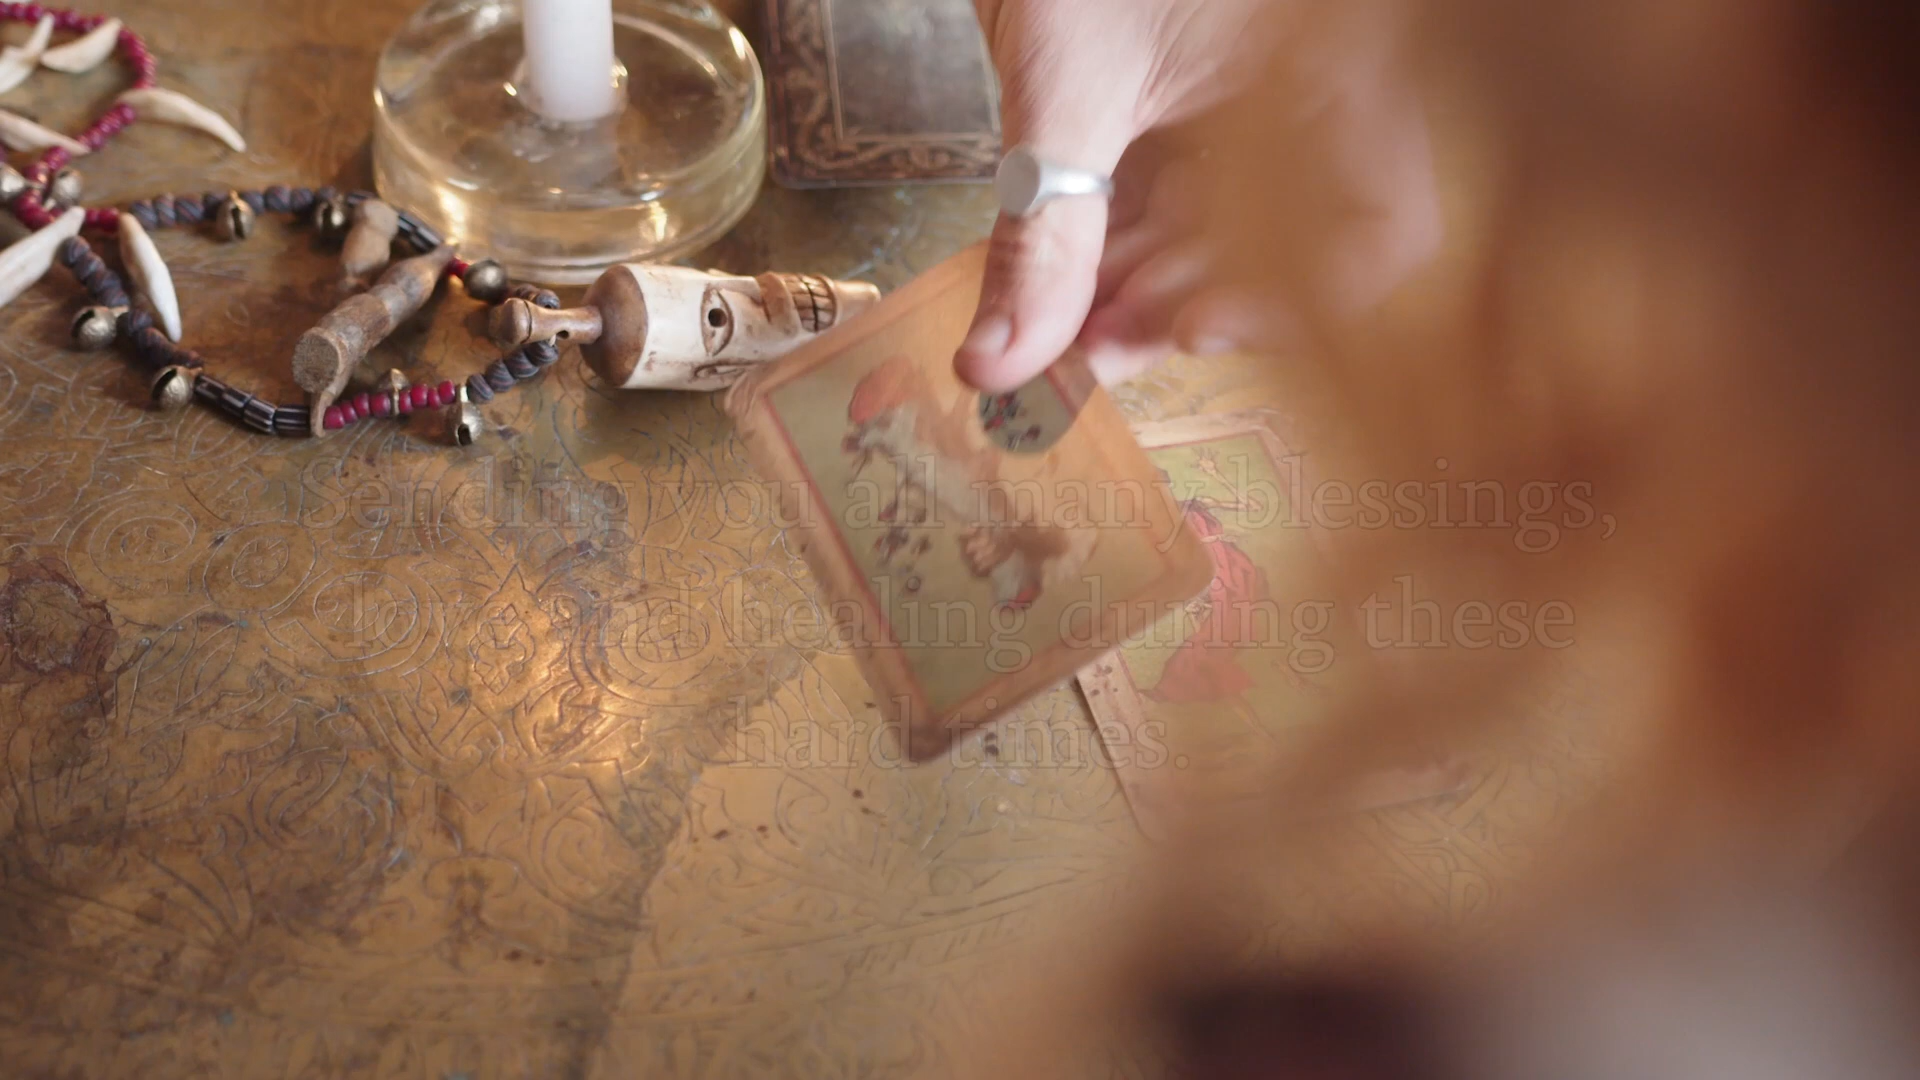 Sending you all many blessings,
love and healing during these
hard times.